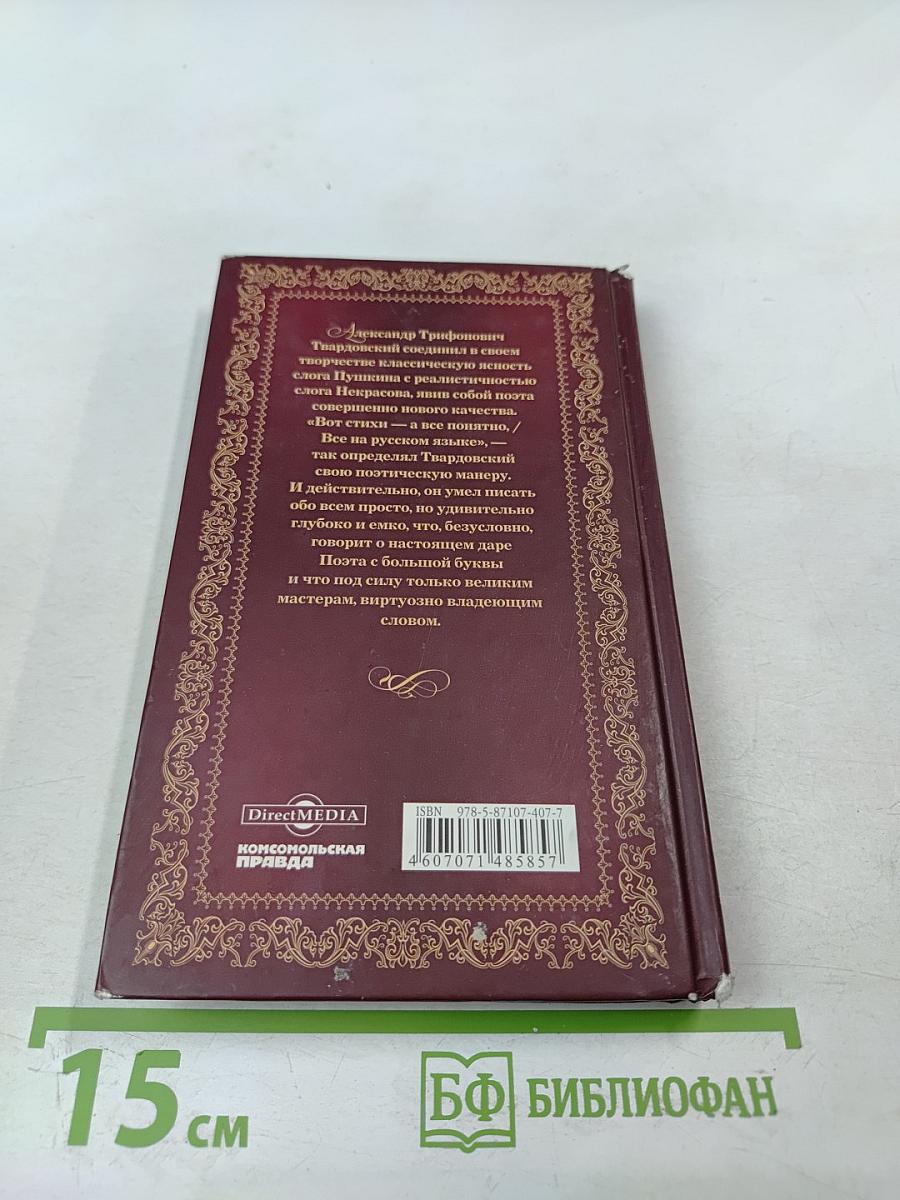 Александр Трифонович
Твардовский соединил в своем
творчестве классическую ясность
слога Пушкина с реалистичностью
слога Некрасова, явив собой поэта
совершенно нового качества.
«Вот стихи — а все понятно, /
Все на русском языке», —
так определял Твардовский
свою поэтическую манеру.
И действительно, он умел писать
обо всем просто, но удивительно
глубоко и емко, что, безусловно,
говорит о настоящем даре
Поэта с большой буквы
и что под силу только великим
мастерам, виртуозно владеющим
словом.
DirectMEDIA
КОМСОМОЛЬСКАЯ
ПРАВДА
ISBN 978-5-87107-407-7
4 607071 485857
15 см
БФ БИБЛИОФАН